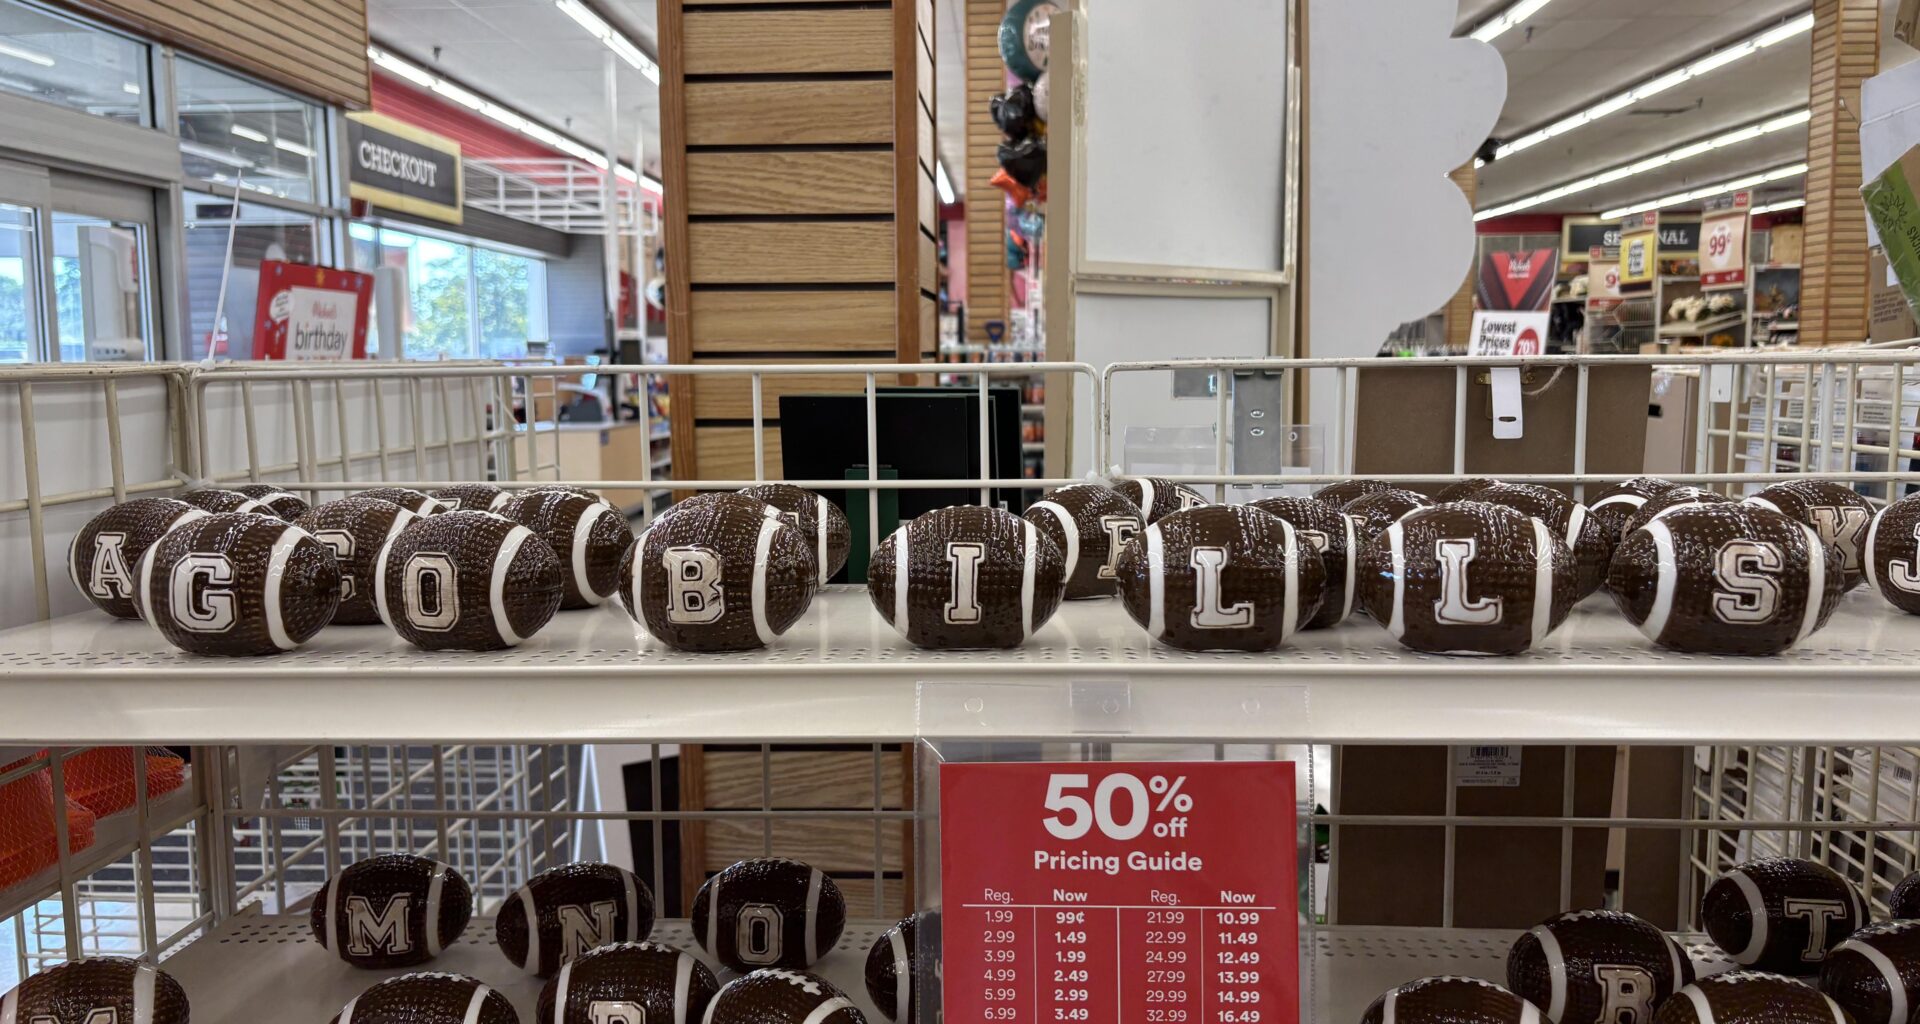 CHECKOUT
Michaels
birthday
Michaels
99¢
Lowest
Prices
70%
A G C O B I F L L S K J
50% off
Pricing Guide
Reg. Now Reg. Now
1.99 99¢ 21.99 10.99
2.99 1.49 22.99 11.49
3.99 1.99 24.99 12.49
4.99 2.49 27.99 13.99
5.99 2.99 29.99 14.99
6.99 3.49 32.99 16.49
M N O T
B